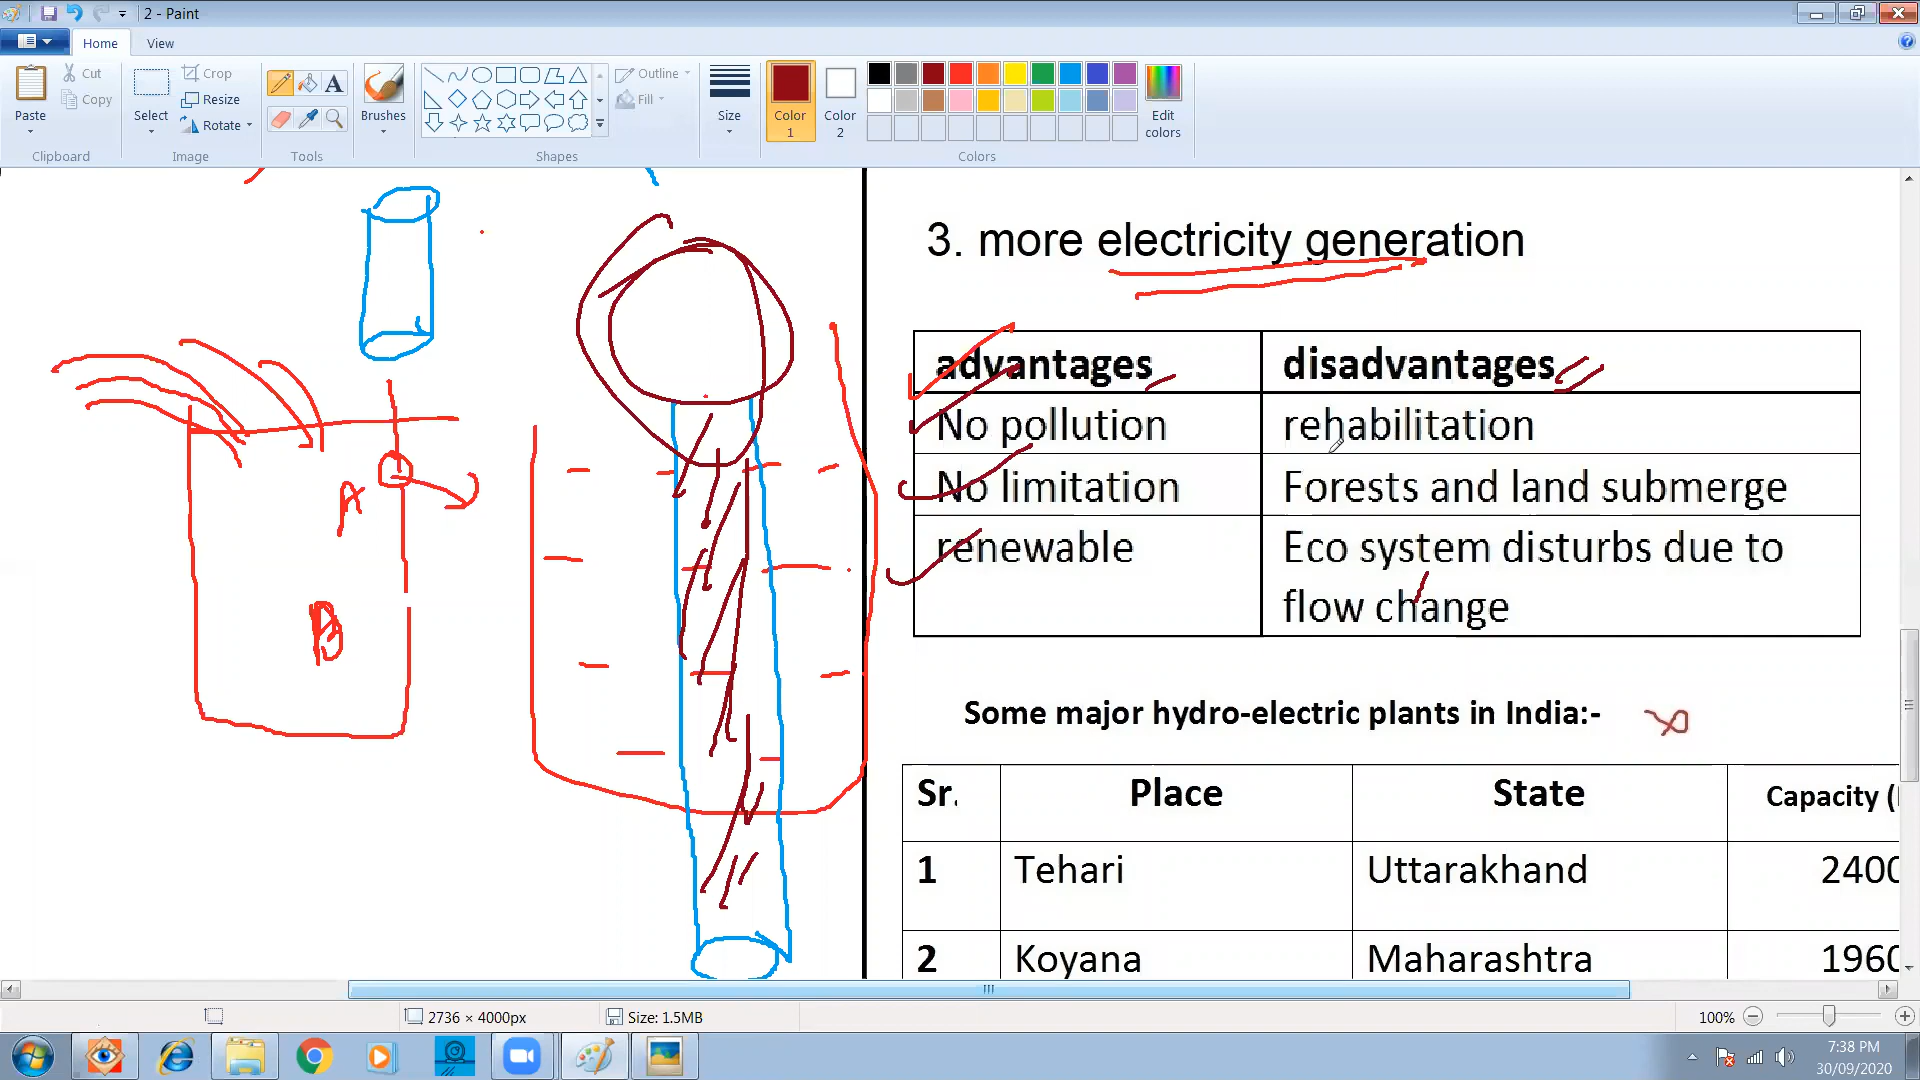 2 - Paint
Home View
Paste
Cut
Copy
Clipboard
Select
Crop
Resize
Rotate
Image
Tools
Brushes
Shapes
Outline
Fill
Size
Color 1
Color 2
Edit colors
Colors
A
B
3. more electricity generation
advantages disadvantages
No pollution rehabilitation
No limitation Forests and land submerge
renewable Eco system disturbs due to
flow change
Some major hydro-electric plants in India:-
Sr. Place State Capacity (
1 Tehari Uttarakhand 2400
2 Koyana Maharashtra 1960
2736 × 4000px
Size: 1.5MB
100%
7:38 PM
30/09/2020